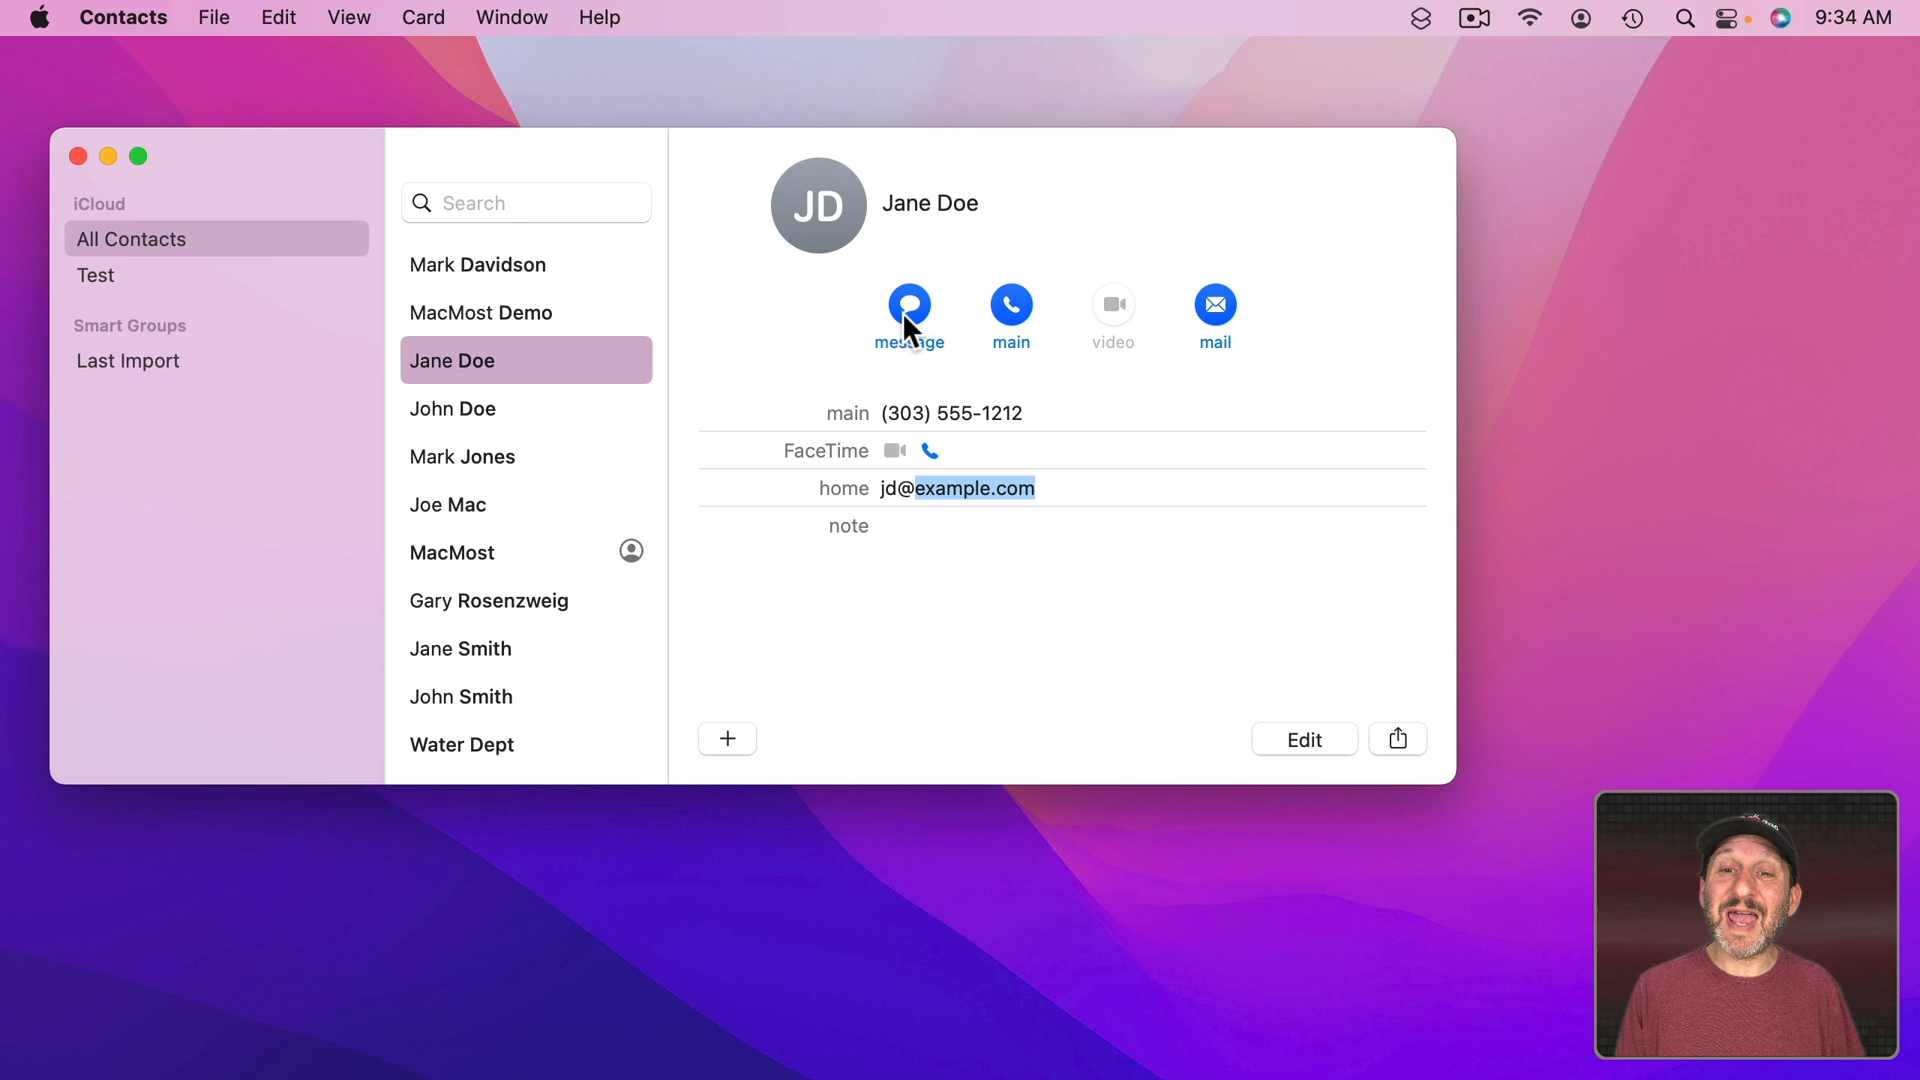 Contacts File Edit View Card Window Help 9:34 AM
iCloud
All Contacts
Test
Smart Groups
Last Import
Search
Mark Davidson
MacMost Demo
Jane Doe
John Doe
Mark Jones
Joe Mac
MacMost
Gary Rosenzweig
Jane Smith
John Smith
Water Dept
JD Jane Doe
main video mail
main (303) 555-1212
FaceTime
home jd@example.com
note
+ Edit